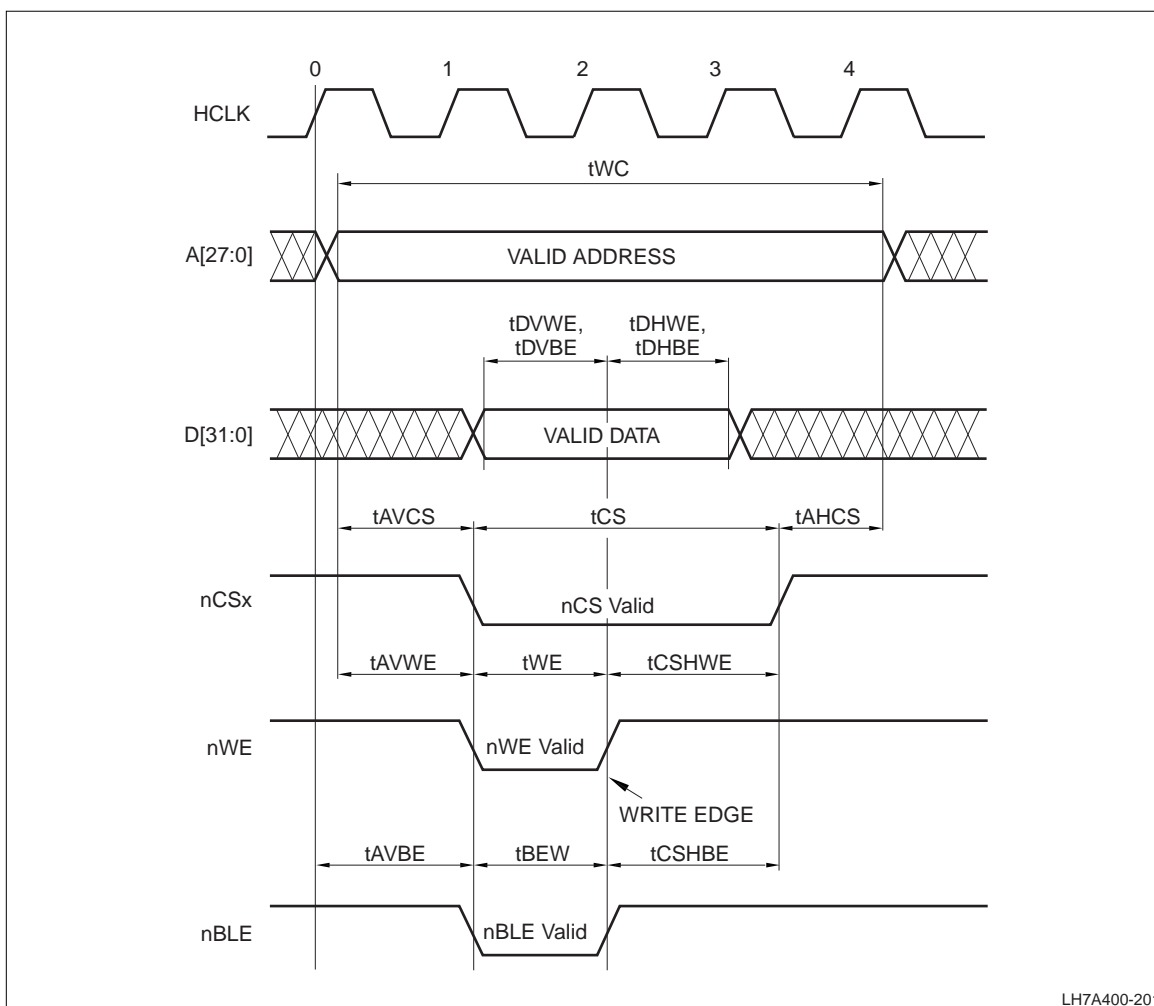 0 1 2 3 4
HCLK
tWC
A[27:0]
VALID ADDRESS
tDVWE,
tDVBE
tDHWE,
tDHBE
D[31:0]
VALID DATA
tAVCS tCS tAHCS
nCSx
nCS Valid
tAVWE tWE tCSHWE
nWE
nWE Valid
WRITE EDGE
tAVBE tBEW tCSHBE
nBLE
nBLE Valid